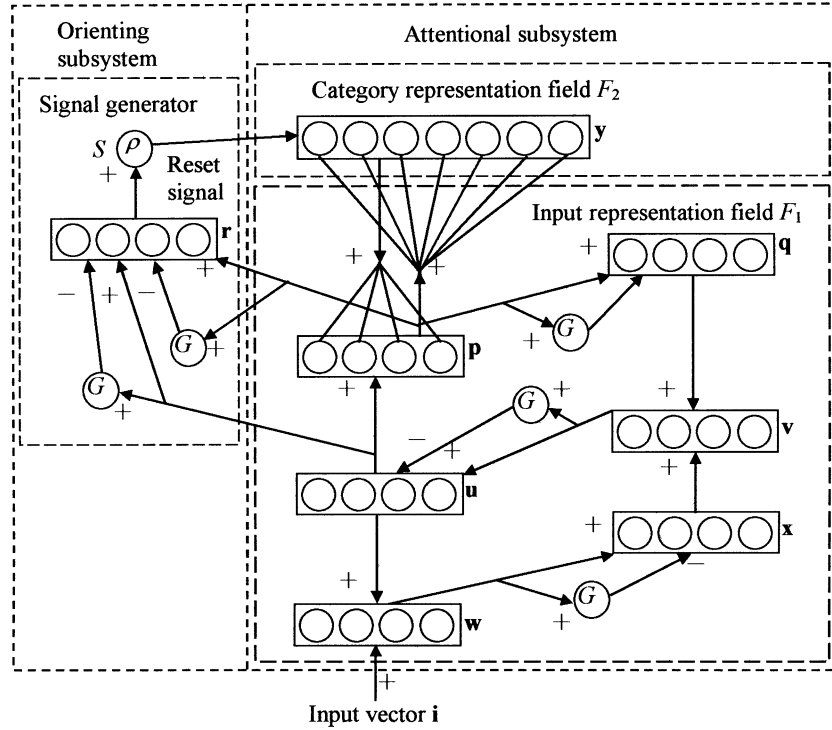 Orienting
subsystem
Attentional subsystem
Signal generator
Category representation field F₂
S ρ
+
Reset
signal
y
Input representation field F₁
r
+
q
+
+
+
− + −
+
G +
G
+
p
+
G
+
G
+
+
v
+
−
+
u
+
x
+
−
G
+
w
+
Input vector i